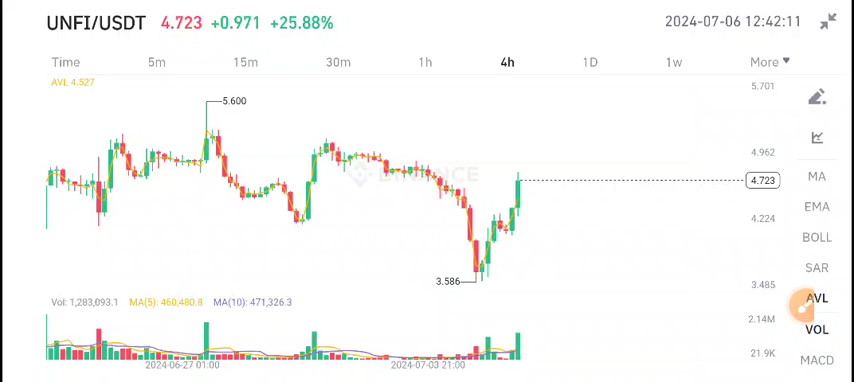 UNFI/USDT 4.723 +0.971 +25.88% 2024-07-06 12:42:11
Time 5m 15m 30m 1h 4h 1D 1w More
AVL 4.527
5.701
5.600
4.962
BINANCE
4.723
4.224
3.586
3.485
MA
EMA
BOLL
SAR
AVL
VOL
MACD
Vol: 1,283,093.1 MA(5): 460,480.8 MA(10): 471,326.3
2.14M
21.9K
2024-06-27 01:00 2024-07-03 21:00